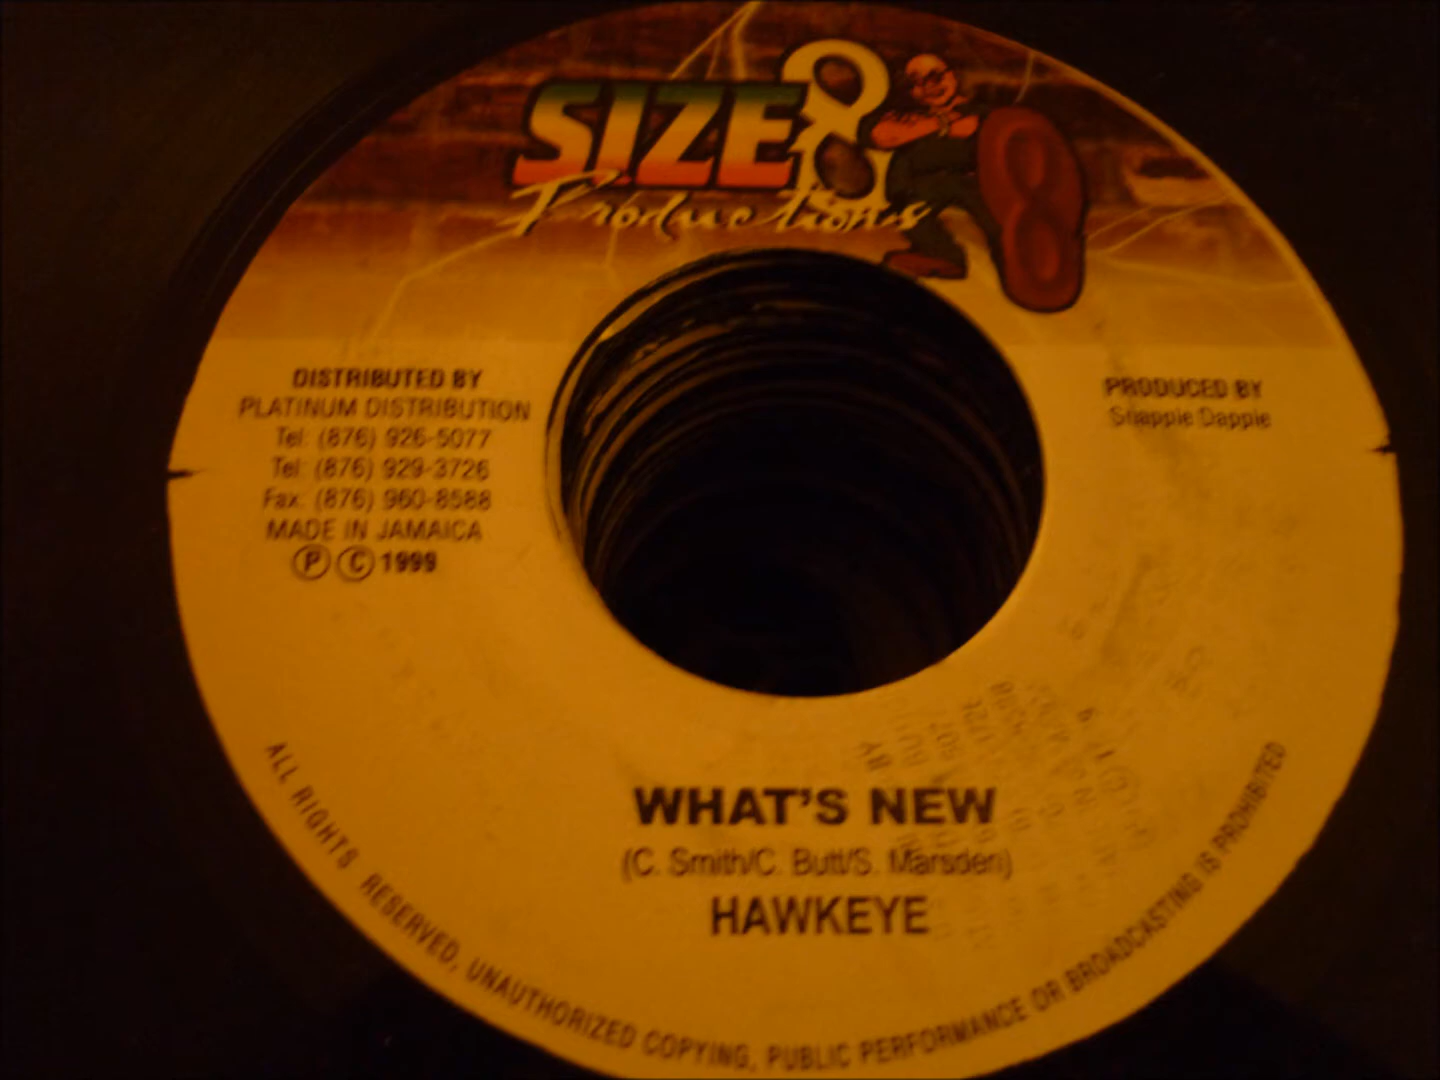 SIZE 8
Productions
DISTRIBUTED BY
PLATINUM DISTRIBUTION
Tel: (876) 926-5077
Tel: (876) 929-3726
Fax: (876) 960-8588
MADE IN JAMAICA
Ⓟ Ⓒ 1999
PRODUCED BY
Shappie Dappie
WHAT'S NEW
(C. Smith/C. Butt/S. Marsden)
HAWKEYE
ALL RIGHTS RESERVED, UNAUTHORIZED COPYING, PUBLIC PERFORMANCE OR BROADCASTING IS PROHIBITED